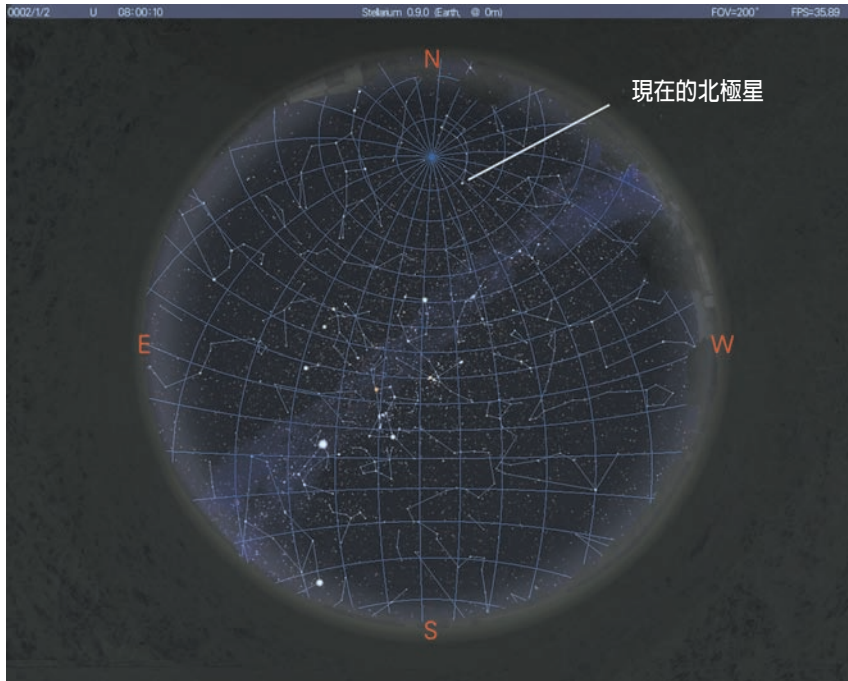 0002/1/2 U 08:00:10 Stellarium 0.9.0 (Earth, @ 0m) FOV=200° FPS=35.89
N
現在的北極星
E
W
S